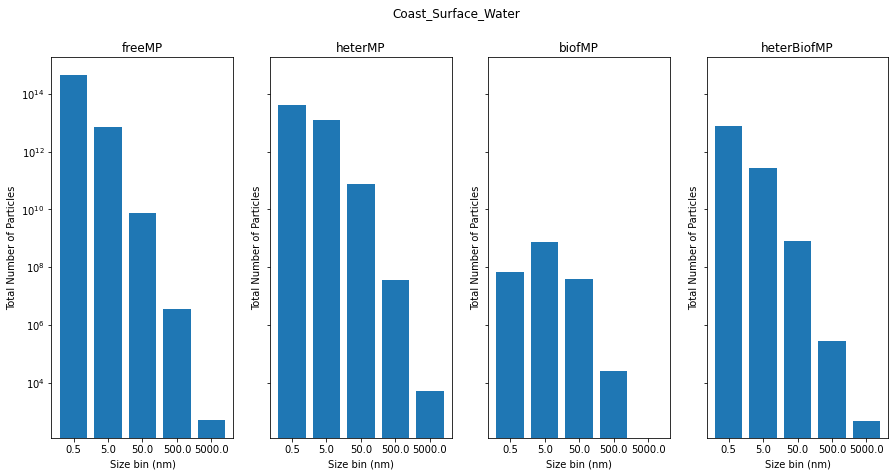 Coast_Surface_Water
freeMP
heterMP
biofMP
heterBiofMP
Total Number of Particles
Total Number of Particles
Total Number of Particles
Total Number of Particles
10^14
10^12
10^10
10^8
10^6
10^4
0.5 5.0 50.0 500.0 5000.0
0.5 5.0 50.0 500.0 5000.0
0.5 5.0 50.0 500.0 5000.0
0.5 5.0 50.0 500.0 5000.0
Size bin (nm)
Size bin (nm)
Size bin (nm)
Size bin (nm)